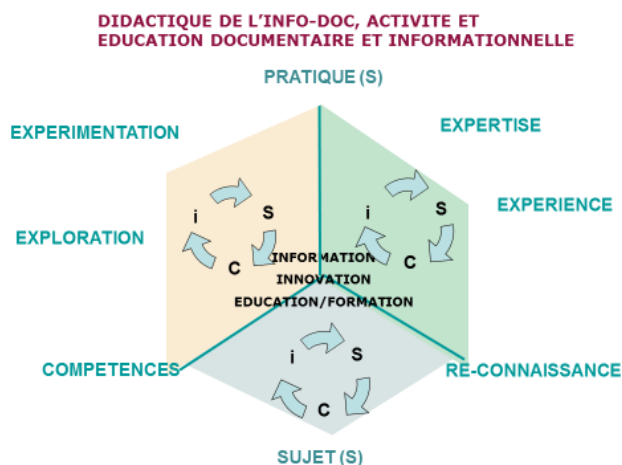 DIDACTIQUE DE L'INFO-DOC, ACTIVITE ET
EDUCATION DOCUMENTAIRE ET INFORMATIONNELLE
PRATIQUE (S)
EXPERIMENTATION
EXPERTISE
i
S
C
i
S
C
EXPERIENCE
EXPLORATION
INFORMATION
INNOVATION
EDUCATION/FORMATION
i
S
C
COMPETENCES
RE-CONNAISSANCE
SUJET (S)